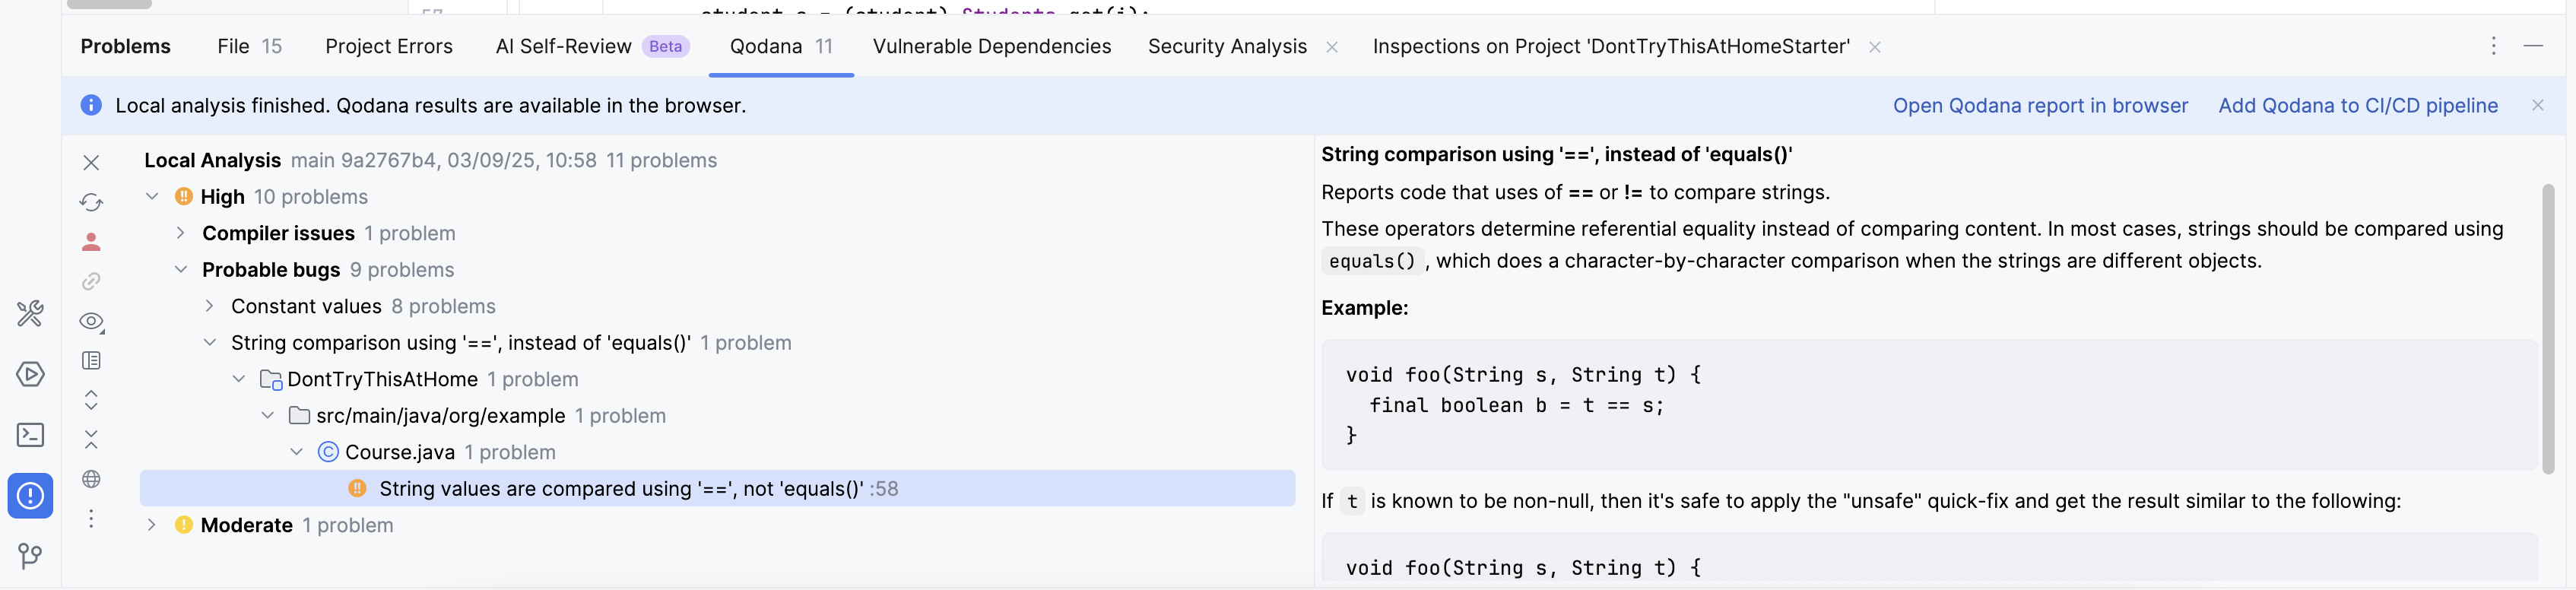 57 student s = (student) Students.get(i);
Problems File 15 Project Errors AI Self-Review Beta Qodana 11 Vulnerable Dependencies Security Analysis Inspections on Project 'DontTryThisAtHomeStarter'
Local analysis finished. Qodana results are available in the browser. Open Qodana report in browser Add Qodana to CI/CD pipeline
Local Analysis main 9a2767b4, 03/09/25, 10:58 11 problems
High 10 problems
Compiler issues 1 problem
Probable bugs 9 problems
Constant values 8 problems
String comparison using '==', instead of 'equals()' 1 problem
DontTryThisAtHome 1 problem
src/main/java/org/example 1 problem
Course.java 1 problem
String values are compared using '==', not 'equals()' :58
Moderate 1 problem
String comparison using '==', instead of 'equals()'
Reports code that uses of == or != to compare strings.
These operators determine referential equality instead of comparing content. In most cases, strings should be compared using
equals() , which does a character-by-character comparison when the strings are different objects.
Example:
void foo(String s, String t) {
final boolean b = t == s;
}
If t is known to be non-null, then it's safe to apply the "unsafe" quick-fix and get the result similar to the following:
void foo(String s, String t) {